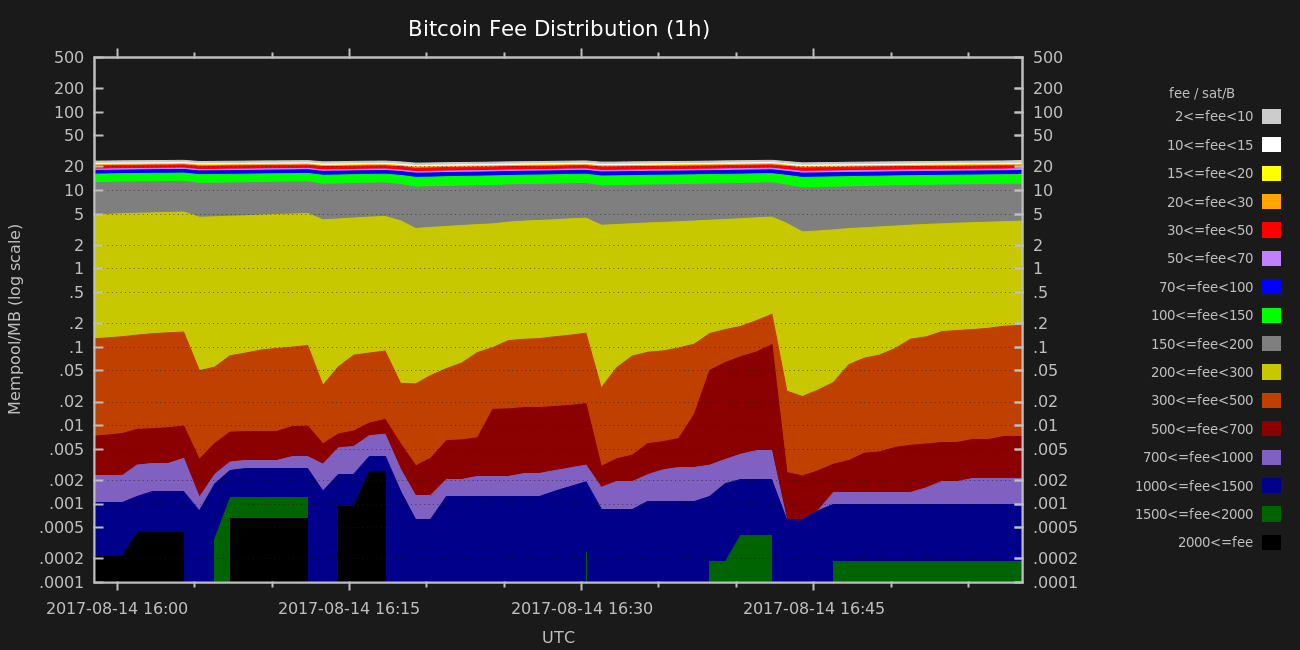 Bitcoin Fee Distribution (1h)
500
200
100
50
20
10
5
2
1
.5
.2
.1
.05
.02
.01
.005
.002
.001
.0005
.0002
.0001
Mempool/MB (log scale)
500
200
100
50
20
10
5
2
1
.5
.2
.1
.05
.02
.01
.005
.002
.001
.0005
.0002
.0001
2017-08-14 16:00
2017-08-14 16:15
2017-08-14 16:30
2017-08-14 16:45
UTC
fee / sat/B
2<=fee<10
10<=fee<15
15<=fee<20
20<=fee<30
30<=fee<50
50<=fee<70
70<=fee<100
100<=fee<150
150<=fee<200
200<=fee<300
300<=fee<500
500<=fee<700
700<=fee<1000
1000<=fee<1500
1500<=fee<2000
2000<=fee